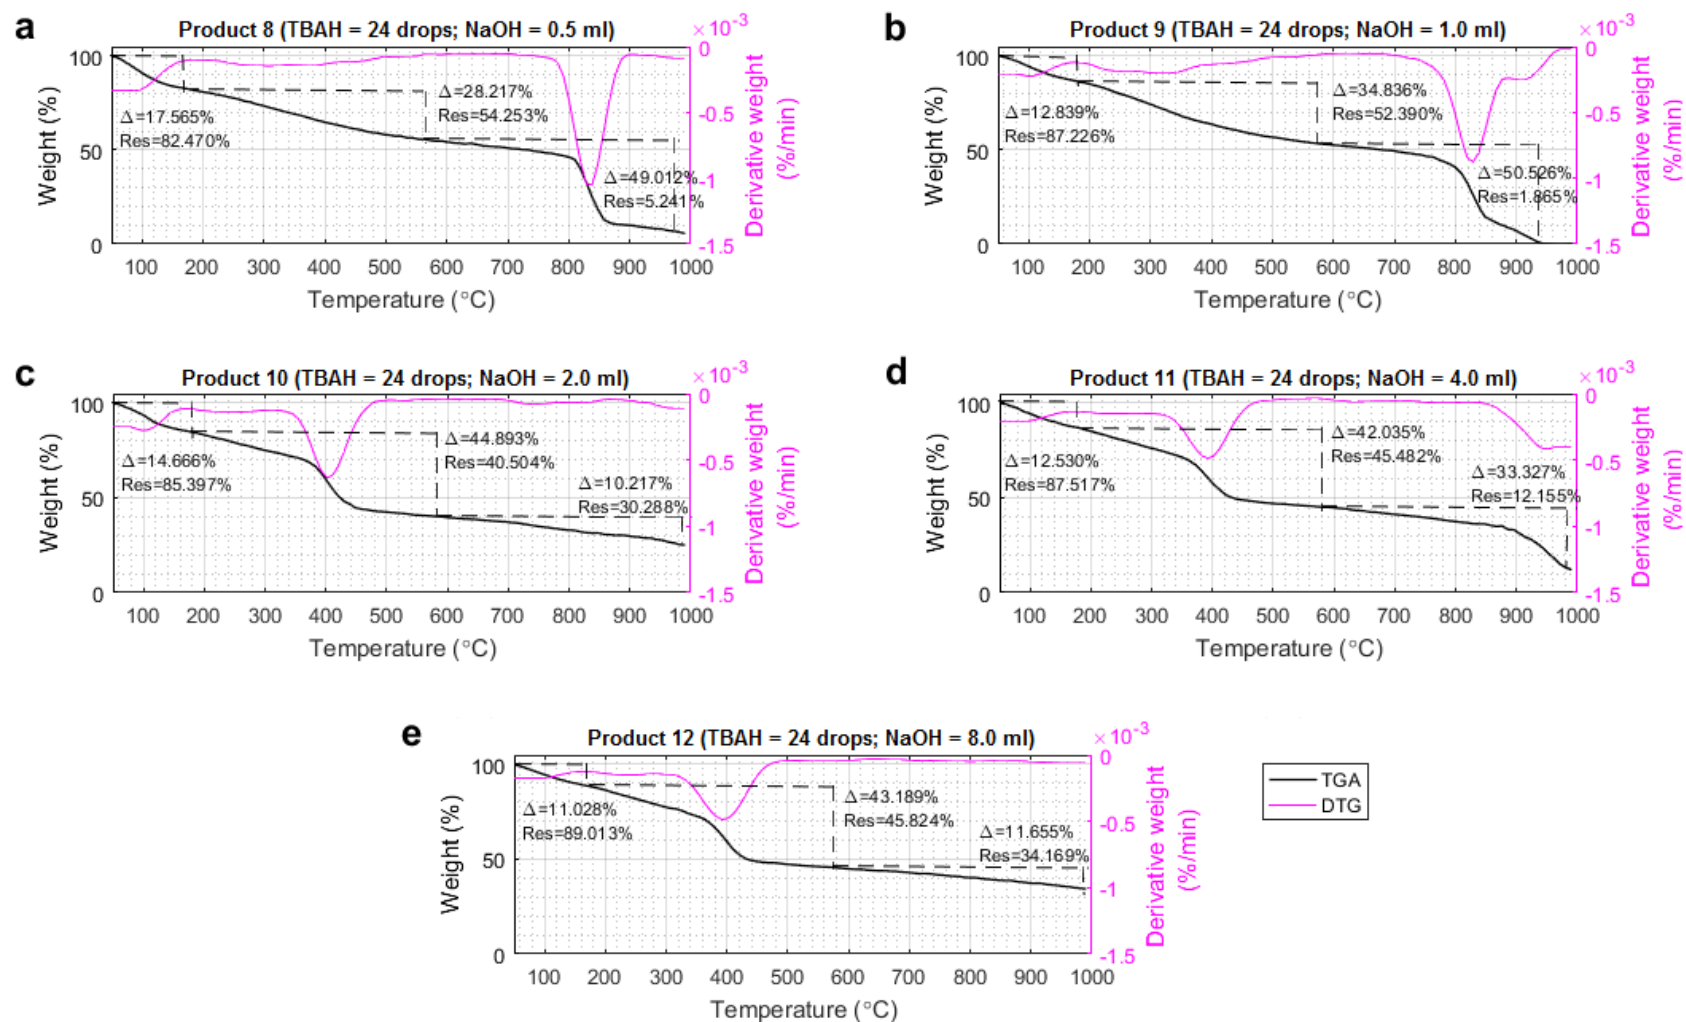 a
Product 8 (TBAH = 24 drops; NaOH = 0.5 ml)
×10-3
100
50
0
Weight (%)
Δ=17.565%
Res=82.470%
Δ=28.217%
Res=54.253%
Δ=49.012%
Res=5.241%
0
-0.5
-1
-1.5
Derivative weight
(%/min)
100 200 300 400 500 600 700 800 900 1000
Temperature (°C)
b
Product 9 (TBAH = 24 drops; NaOH = 1.0 ml)
×10-3
100
50
0
Weight (%)
Δ=12.839%
Res=87.226%
Δ=34.836%
Res=52.390%
Δ=50.526%
Res=1.865%
0
-0.5
-1
-1.5
Derivative weight
(%/min)
100 200 300 400 500 600 700 800 900 1000
Temperature (°C)
c
Product 10 (TBAH = 24 drops; NaOH = 2.0 ml)
×10-3
100
50
0
Weight (%)
Δ=14.666%
Res=85.397%
Δ=44.893%
Res=40.504%
Δ=10.217%
Res=30.288%
0
-0.5
-1
-1.5
Derivative weight
(%/min)
100 200 300 400 500 600 700 800 900 1000
Temperature (°C)
d
Product 11 (TBAH = 24 drops; NaOH = 4.0 ml)
×10-3
100
50
0
Weight (%)
Δ=12.530%
Res=87.517%
Δ=42.035%
Res=45.482%
Δ=33.327%
Res=12.155%
0
-0.5
-1
-1.5
Derivative weight
(%/min)
100 200 300 400 500 600 700 800 900 1000
Temperature (°C)
e
Product 12 (TBAH = 24 drops; NaOH = 8.0 ml)
×10-3
100
50
0
Weight (%)
Δ=11.028%
Res=89.013%
Δ=43.189%
Res=45.824%
Δ=11.655%
Res=34.169%
0
-0.5
-1
-1.5
Derivative weight
(%/min)
100 200 300 400 500 600 700 800 900 1000
Temperature (°C)
TGA
DTG